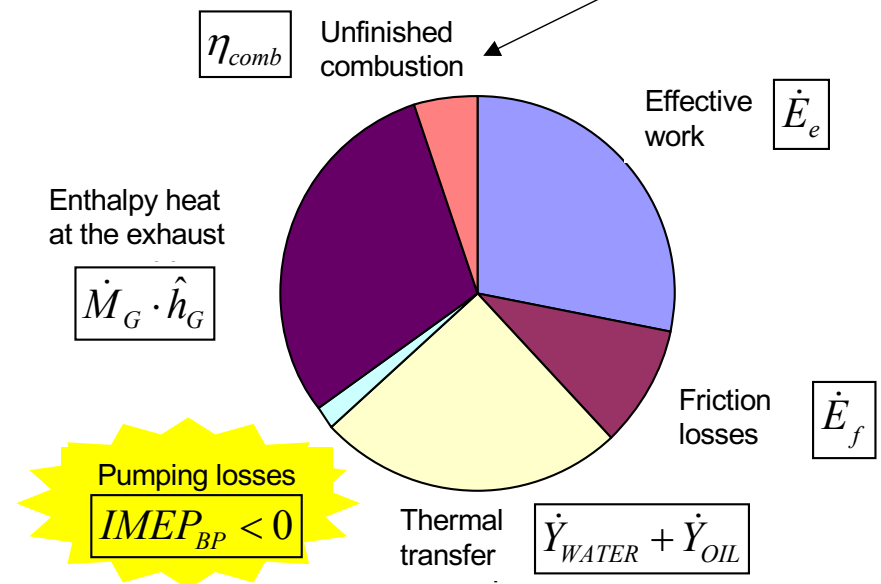 η_comb
Unfinished
combustion
Effective
work
Ė_e
Enthalpy heat
at the exhaust
Ṁ_G · ĥ_G
Friction
losses
Ė_f
Pumping losses
IMEP_BP < 0
Thermal
transfer
Ẏ_WATER + Ẏ_OIL